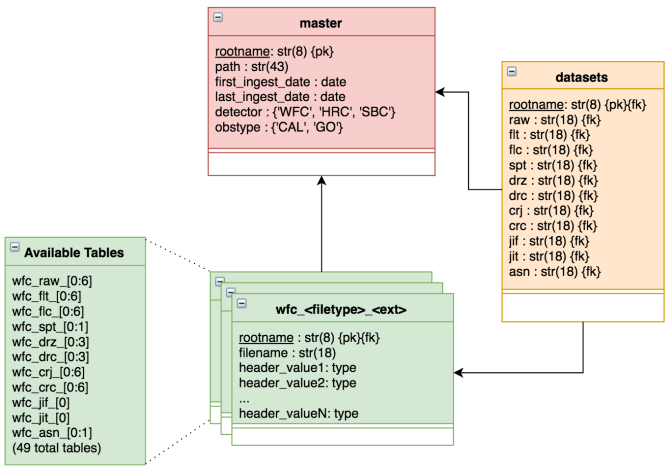 master
rootname: str(8) {pk}
path : str(43)
first_ingest_date : date
last_ingest_date : date
detector : {'WFC', 'HRC', 'SBC'}
obstype : {'CAL', 'GO'}
datasets
rootname: str(8) {pk}{fk}
raw : str(18) {fk}
flt : str(18) {fk}
flc : str(18) {fk}
spt : str(18) {fk}
drz : str(18) {fk}
drc : str(18) {fk}
crj : str(18) {fk}
crc : str(18) {fk}
jif : str(18) {fk}
jit : str(18) {fk}
asn : str(18) {fk}
Available Tables
wfc_raw_[0:6]
wfc_flt_[0:6]
wfc_flc_[0:6]
wfc_spt_[0:1]
wfc_drz_[0:3]
wfc_drc_[0:3]
wfc_crj_[0:6]
wfc_crc_[0:6]
wfc_jif_[0]
wfc_jit_[0]
wfc_asn_[0:1]
(49 total tables)
wfc_<filetype>_<ext>
rootname : str(8) {pk}{fk}
filename : str(18)
header_value1: type
header_value2: type
...
header_valueN: type